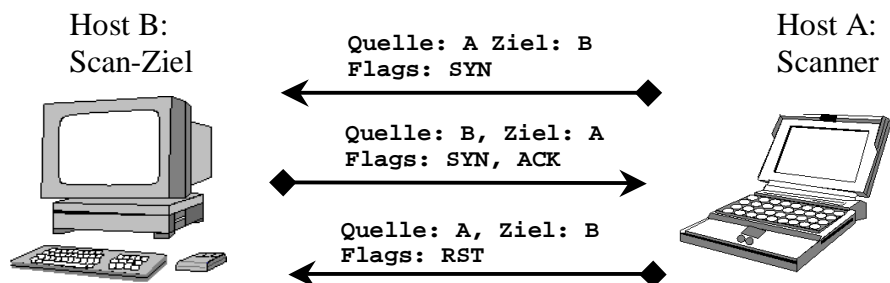 Host B:
Scan-Ziel
Quelle: A Ziel: B
Flags: SYN
Host A:
Scanner
Quelle: B, Ziel: A
Flags: SYN, ACK
Quelle: A, Ziel: B
Flags: RST